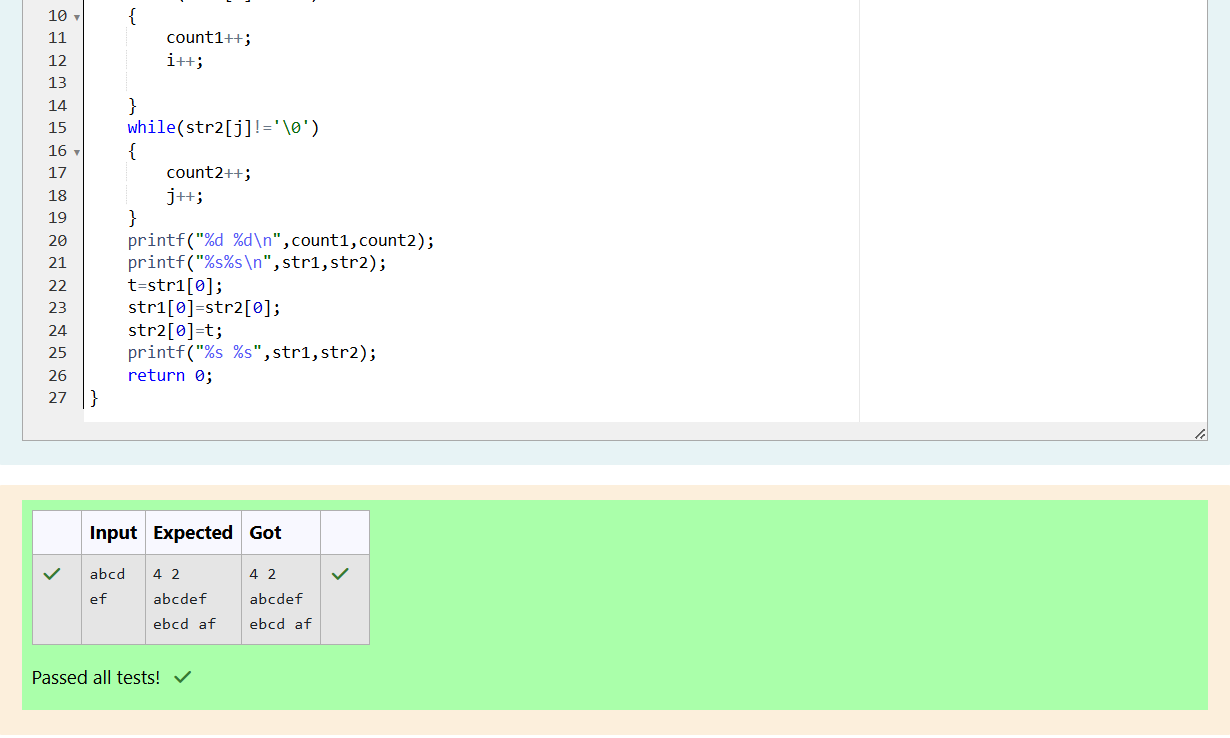 10 {
11 count1++;
12 i++;
13
14 }
15 while(str2[j]!='\0')
16 {
17 count2++;
18 j++;
19 }
20 printf("%d %d\n",count1,count2);
21 printf("%s%s\n",str1,str2);
22 t=str1[0];
23 str1[0]=str2[0];
24 str2[0]=t;
25 printf("%s %s",str1,str2);
26 return 0;
27 }
Input Expected Got
abcd 4 2 4 2
ef abcdef abcdef
ebcd af ebcd af
Passed all tests!